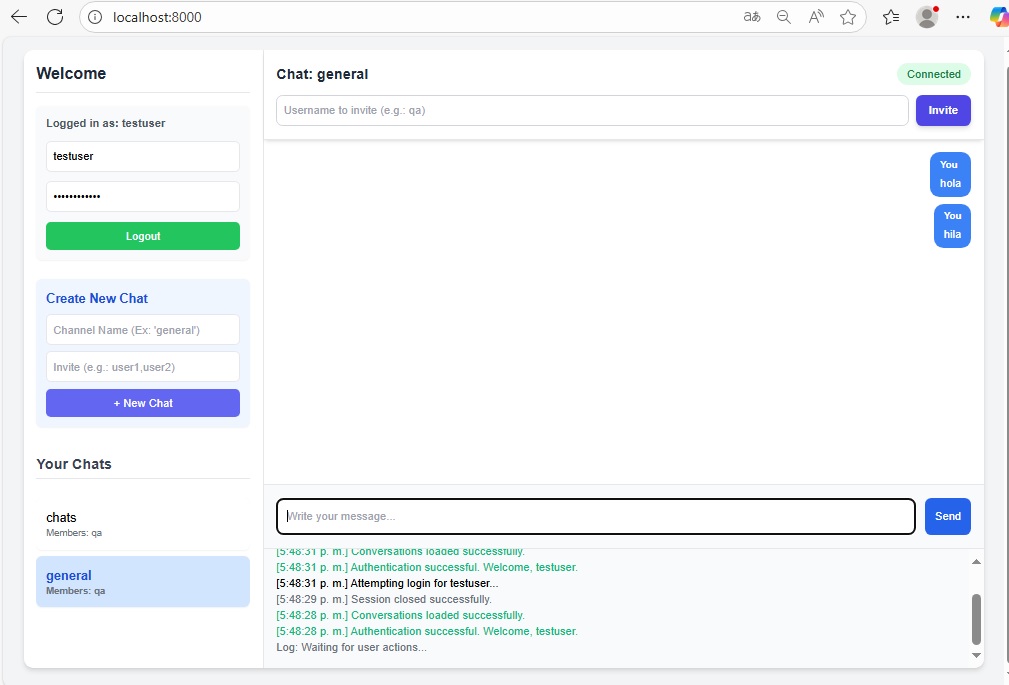 localhost:8000
aあ
Welcome
Logged in as: testuser
testuser
••••••••••••
Logout
Create New Chat
Channel Name (Ex: 'general')
Invite (e.g.: user1,user2)
+ New Chat
Your Chats
chats
Members: qa
general
Members: qa
Chat: general
Connected
Username to invite (e.g.: qa)
Invite
You
hola
You
hila
Write your message...
Send
[5:48:31 p. m.] Conversations loaded successfully.
[5:48:31 p. m.] Authentication successful. Welcome, testuser.
[5:48:31 p. m.] Attempting login for testuser...
[5:48:29 p. m.] Session closed successfully.
[5:48:28 p. m.] Conversations loaded successfully.
[5:48:28 p. m.] Authentication successful. Welcome, testuser.
Log: Waiting for user actions...